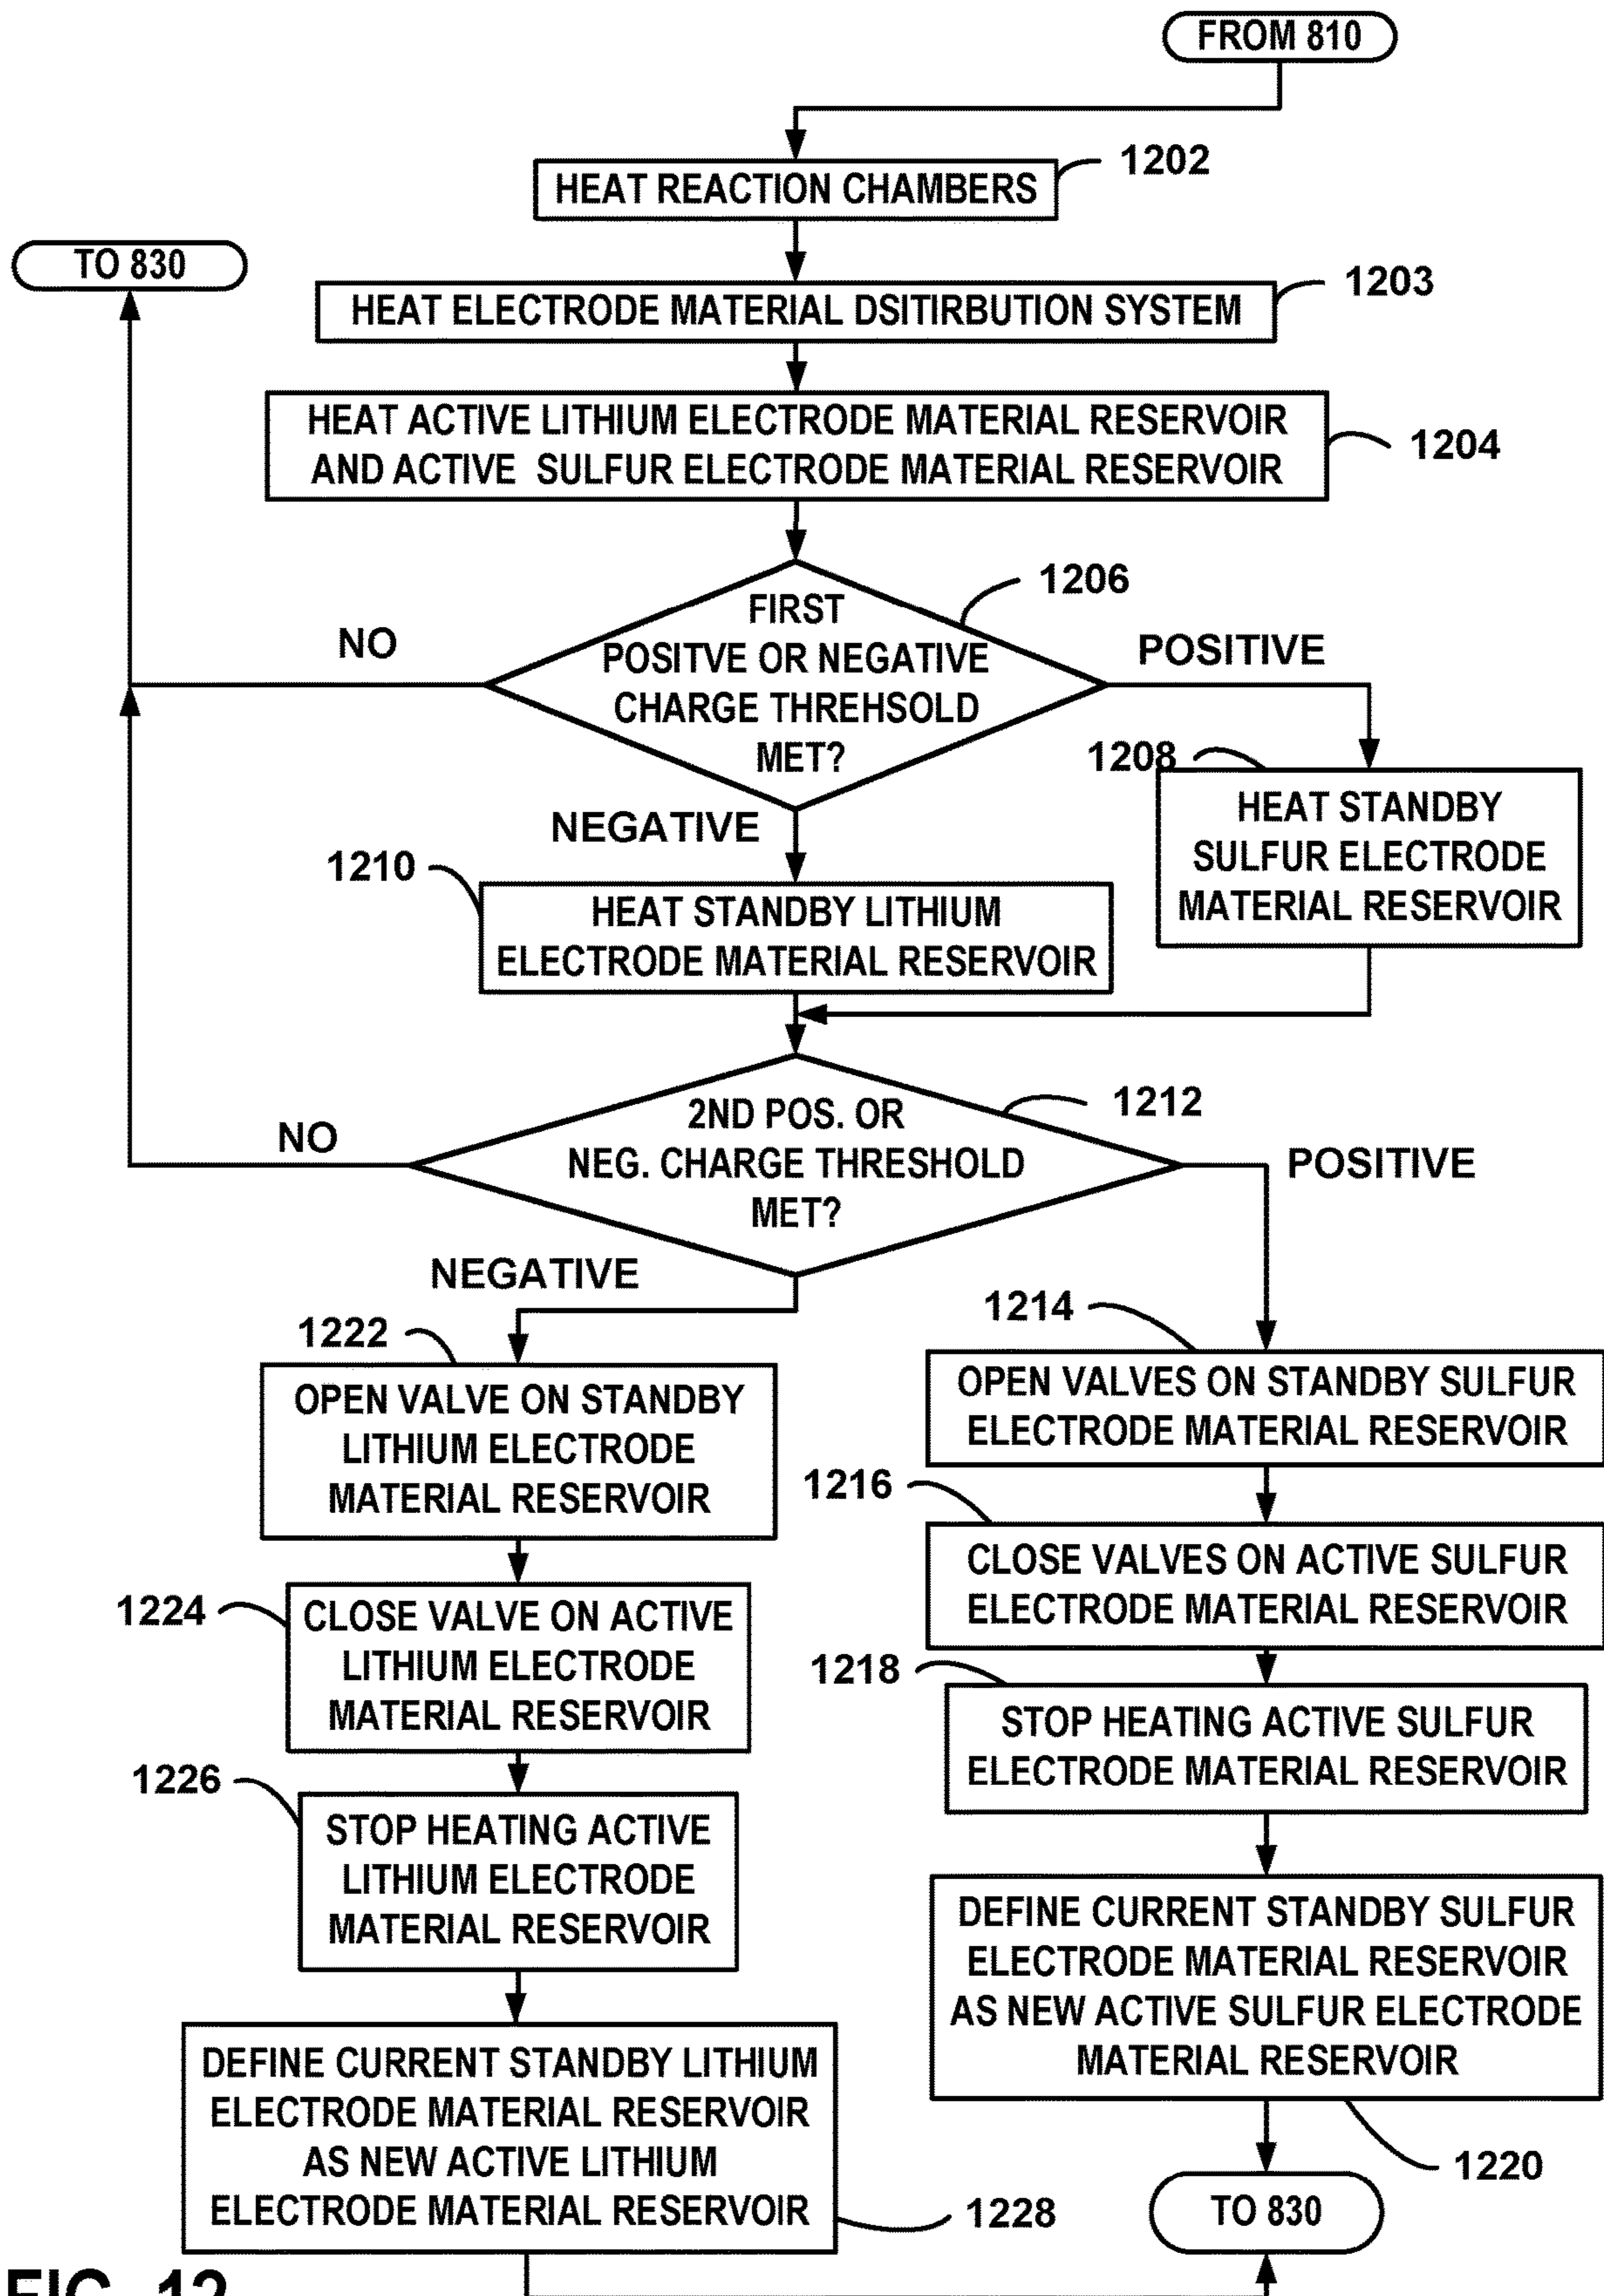 FROM 810
1202
HEAT REACTION CHAMBERS
TO 830
1203
HEAT ELECTRODE MATERIAL DSITIRBUTION SYSTEM
HEAT ACTIVE LITHIUM ELECTRODE MATERIAL RESERVOIR
AND ACTIVE SULFUR ELECTRODE MATERIAL RESERVOIR
1204
1206
FIRST
POSITVE OR NEGATIVE
CHARGE THREHSOLD
MET?
NO
POSITIVE
1208
HEAT STANDBY
SULFUR ELECTRODE
MATERIAL RESERVOIR
NEGATIVE
1210
HEAT STANDBY LITHIUM
ELECTRODE MATERIAL RESERVOIR
1212
2ND POS. OR
NEG. CHARGE THRESHOLD
MET?
NO
POSITIVE
NEGATIVE
1222
OPEN VALVE ON STANDBY
LITHIUM ELECTRODE
MATERIAL RESERVOIR
1224
CLOSE VALVE ON ACTIVE
LITHIUM ELECTRODE
MATERIAL RESERVOIR
1226
STOP HEATING ACTIVE
LITHIUM ELECTRODE
MATERIAL RESERVOIR
DEFINE CURRENT STANDBY LITHIUM
ELECTRODE MATERIAL RESERVOIR
AS NEW ACTIVE LITHIUM
ELECTRODE MATERIAL RESERVOIR
1228
1214
OPEN VALVES ON STANDBY SULFUR
ELECTRODE MATERIAL RESERVOIR
1216
CLOSE VALVES ON ACTIVE SULFUR
ELECTRODE MATERIAL RESERVOIR
1218
STOP HEATING ACTIVE SULFUR
ELECTRODE MATERIAL RESERVOIR
DEFINE CURRENT STANDBY SULFUR
ELECTRODE MATERIAL RESERVOIR
AS NEW ACTIVE SULFUR ELECTRODE
MATERIAL RESERVOIR
1220
TO 830
FIG. 12